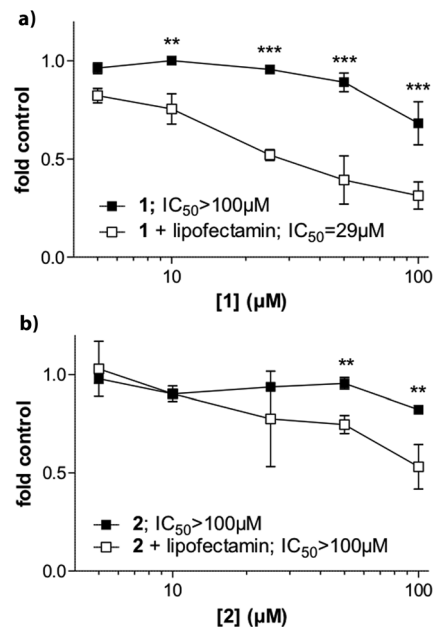 a)
** *** *** ***
1.0
0.5
0.0
fold control
1; IC50>100µM
1 + lipofectamin; IC50=29µM
10 100
[1] (µM)
b)
** **
1.0
0.5
0.0
fold control
2; IC50>100µM
2 + lipofectamin; IC50>100µM
10 100
[2] (µM)